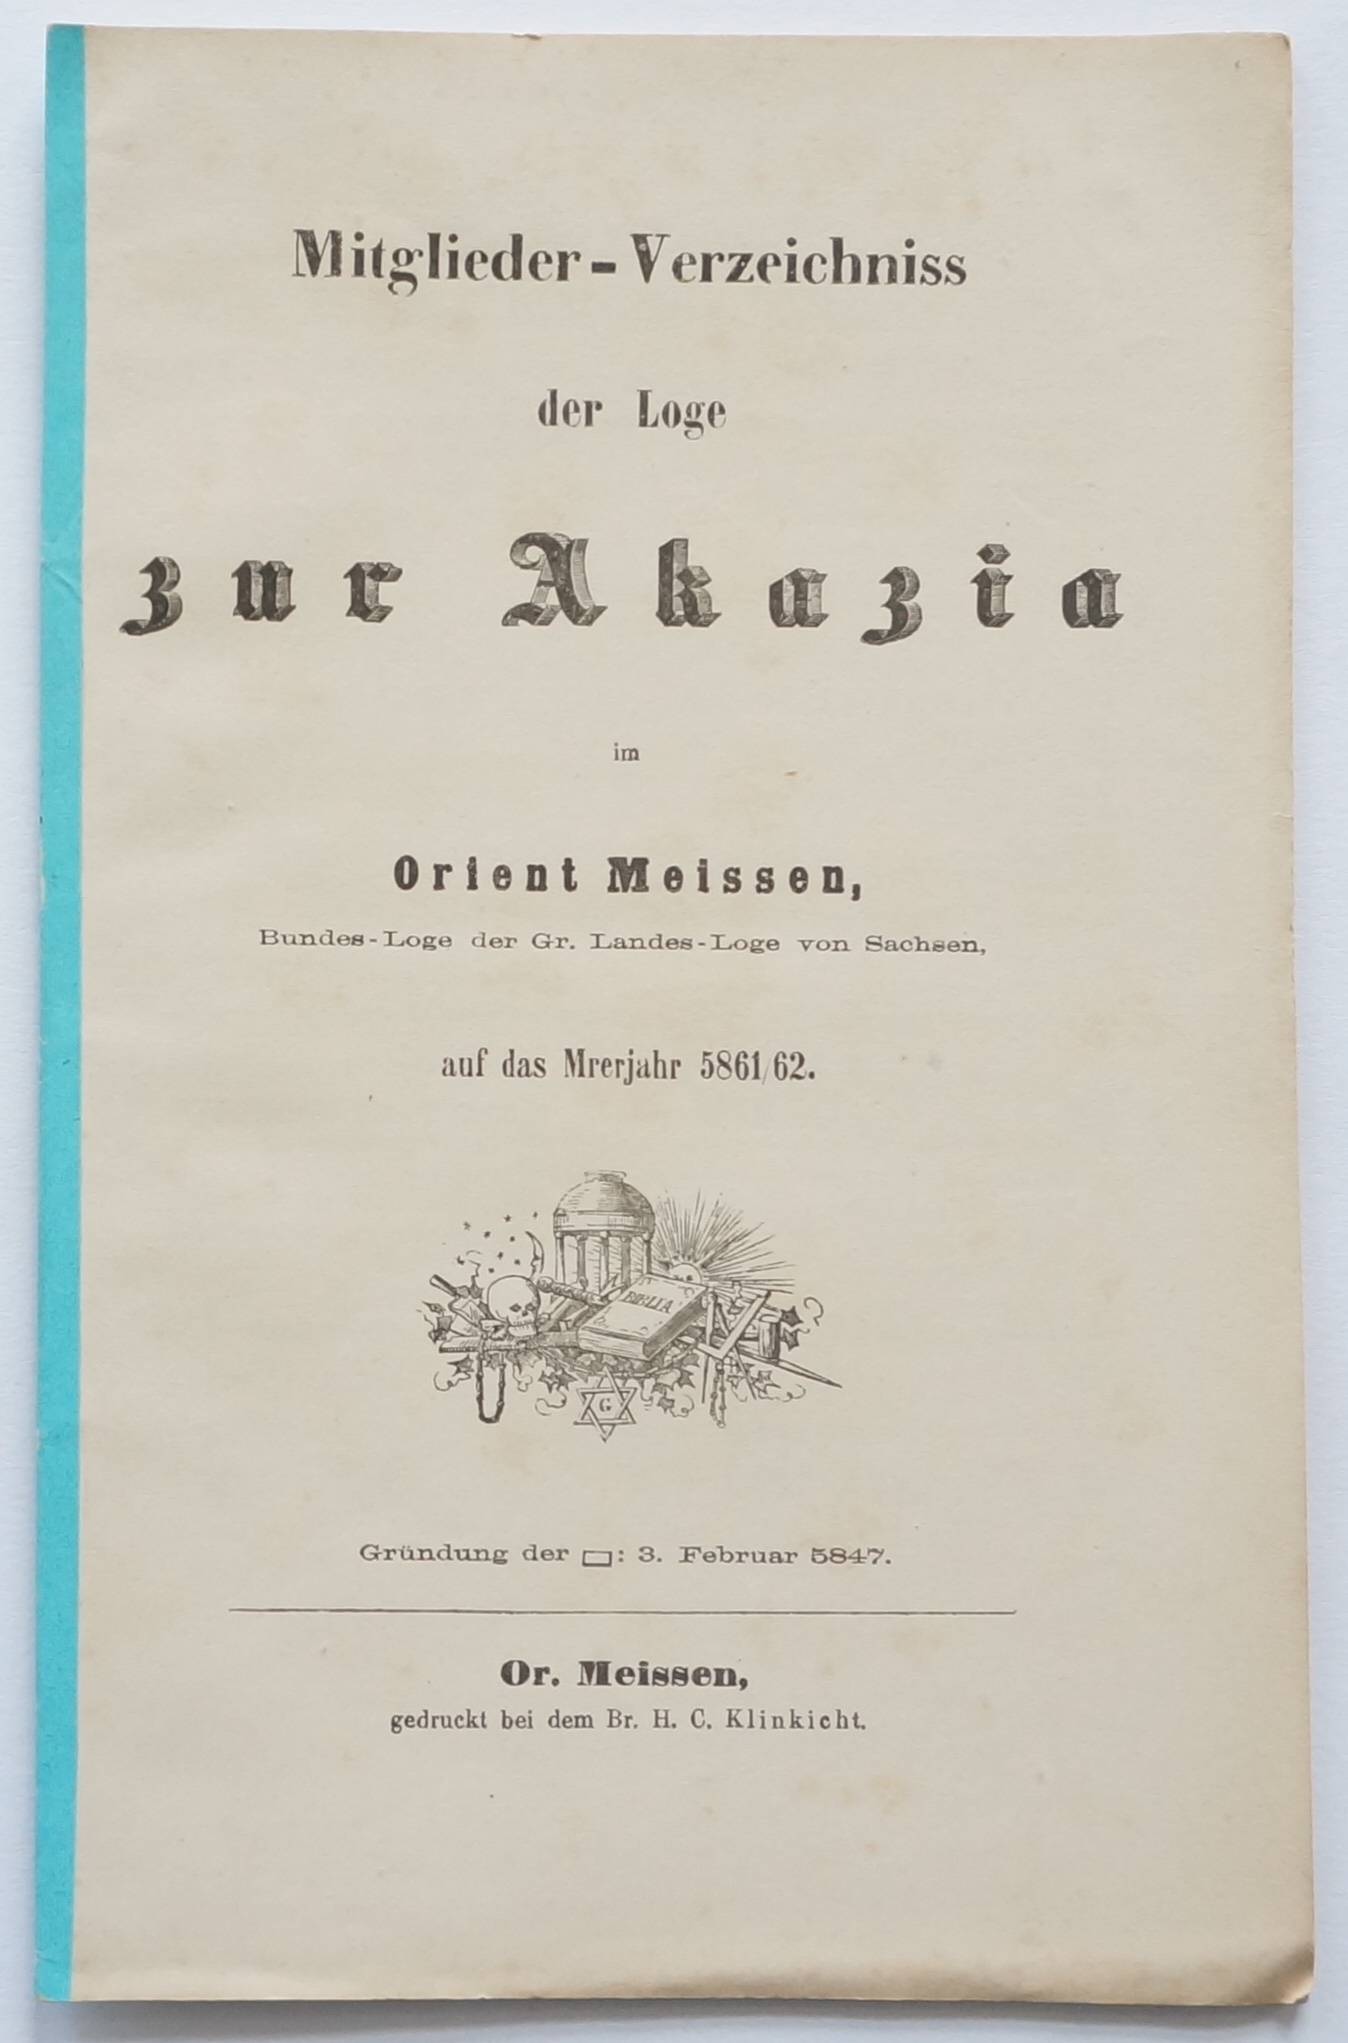 Mitglieder-Verzeichniss
der Loge
zur Akazia
im
Orient Meissen,
Bundes-Loge der Gr. Landes-Loge von Sachsen,
auf das Mrerjahr 5861/62.
BIBLIA
G
Gründung der ▭: 3. Februar 5847.
Or. Meissen,
gedruckt bei dem Br. H. C. Klinkicht.